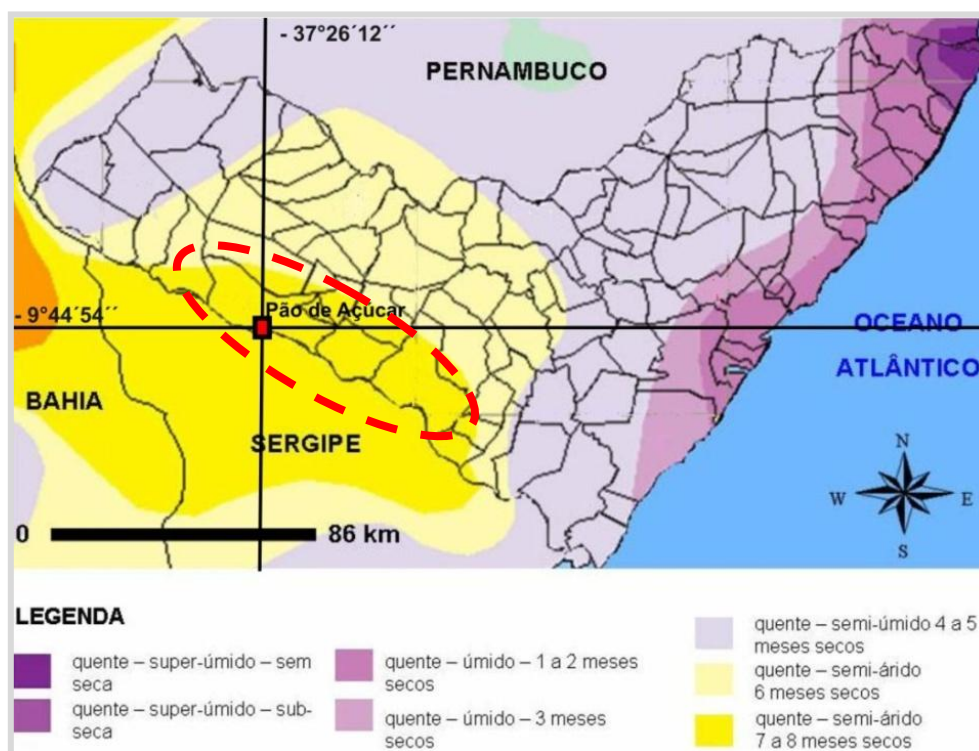 - 37°26´12´´
PERNAMBUCO
- 9°44´54´´
Pão de Açúcar
OCEANO
ATLÂNTICO
BAHIA
SERGIPE
N
W
E
S
0
86 km
LEGENDA
quente – super-úmido – sem
seca
quente – super-úmido – sub-
seca
quente – úmido – 1 a 2 meses
secos
quente – úmido – 3 meses
secos
quente – semi-úmido 4 a 5
meses secos
quente – semi-árido
6 meses secos
quente – semi-árido
7 a 8 meses secos